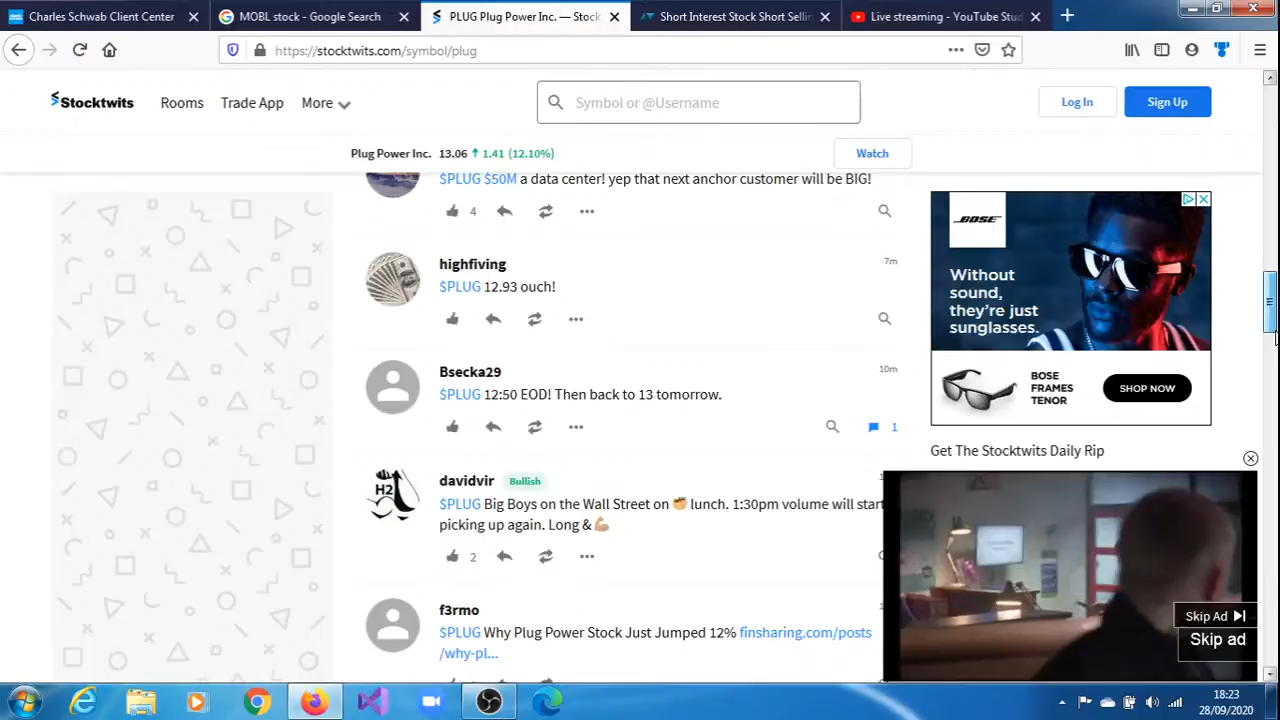 Charles Schwab Client Center
MOBL stock - Google Search
PLUG Plug Power Inc. — Stock
Short Interest Stock Short Sellin
Live streaming - YouTube Stud
https://stocktwits.com/symbol/plug
Stocktwits
Rooms
Trade App
More
Symbol or @Username
Log In
Sign Up
Plug Power Inc. 13.06 ↑ 1.41 (12.10%)
Watch
$PLUG $50M a data center! yep that next anchor customer will be BIG!
4
highfiving
7m
$PLUG 12.93 ouch!
Bsecka29
10m
$PLUG 12:50 EOD! Then back to 13 tomorrow.
1
davidvir Bullish
$PLUG Big Boys on the Wall Street on 🥗 lunch. 1:30pm volume will start
picking up again. Long & 💪
2
f3rmo
$PLUG Why Plug Power Stock Just Jumped 12% finsharing.com/posts
/why-pl...
BOSE
Without
sound,
they're just
sunglasses.
BOSE
FRAMES
TENOR
SHOP NOW
Get The Stocktwits Daily Rip
Skip Ad
Skip ad
H2
18:23
28/09/2020